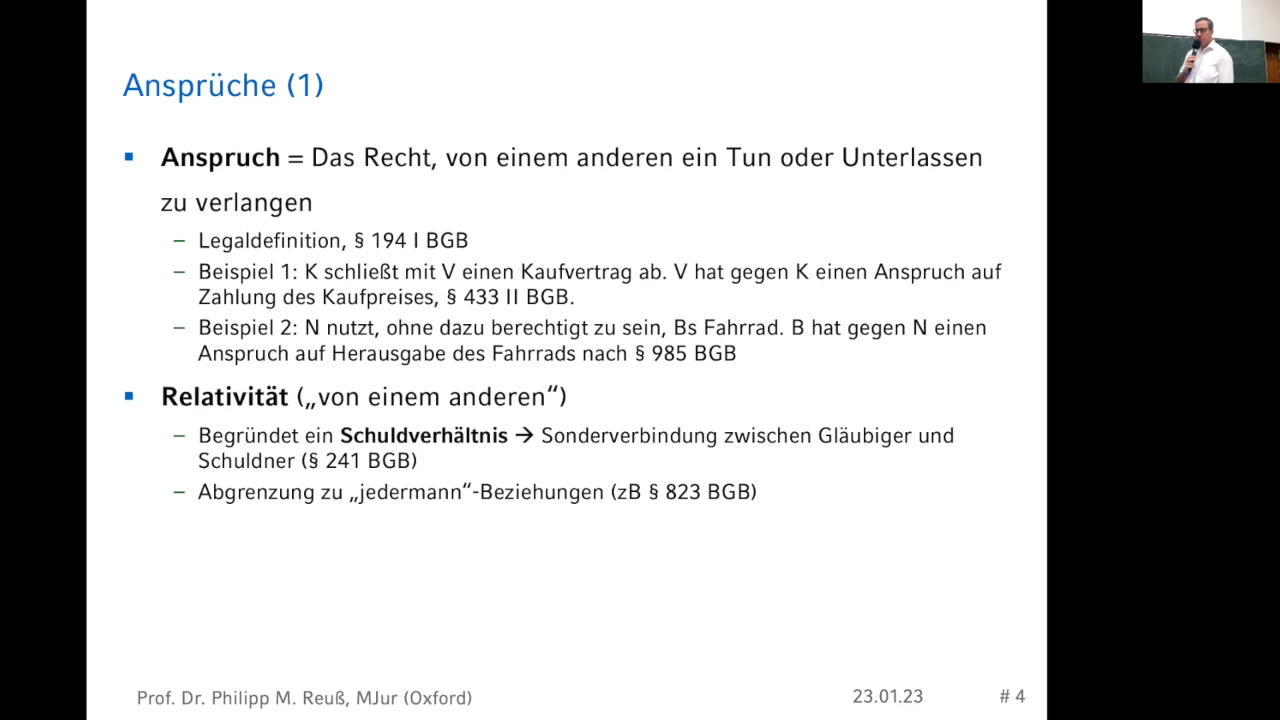 Ansprüche (1)
▪ Anspruch = Das Recht, von einem anderen ein Tun oder Unterlassen
zu verlangen
– Legaldefinition, § 194 I BGB
– Beispiel 1: K schließt mit V einen Kaufvertrag ab. V hat gegen K einen Anspruch auf
Zahlung des Kaufpreises, § 433 II BGB.
– Beispiel 2: N nutzt, ohne dazu berechtigt zu sein, Bs Fahrrad. B hat gegen N einen
Anspruch auf Herausgabe des Fahrrads nach § 985 BGB
▪ Relativität („von einem anderen“)
– Begründet ein Schuldverhältnis → Sonderverbindung zwischen Gläubiger und
Schuldner (§ 241 BGB)
– Abgrenzung zu „jedermann“-Beziehungen (zB § 823 BGB)
Prof. Dr. Philipp M. Reuß, MJur (Oxford) 23.01.23 # 4